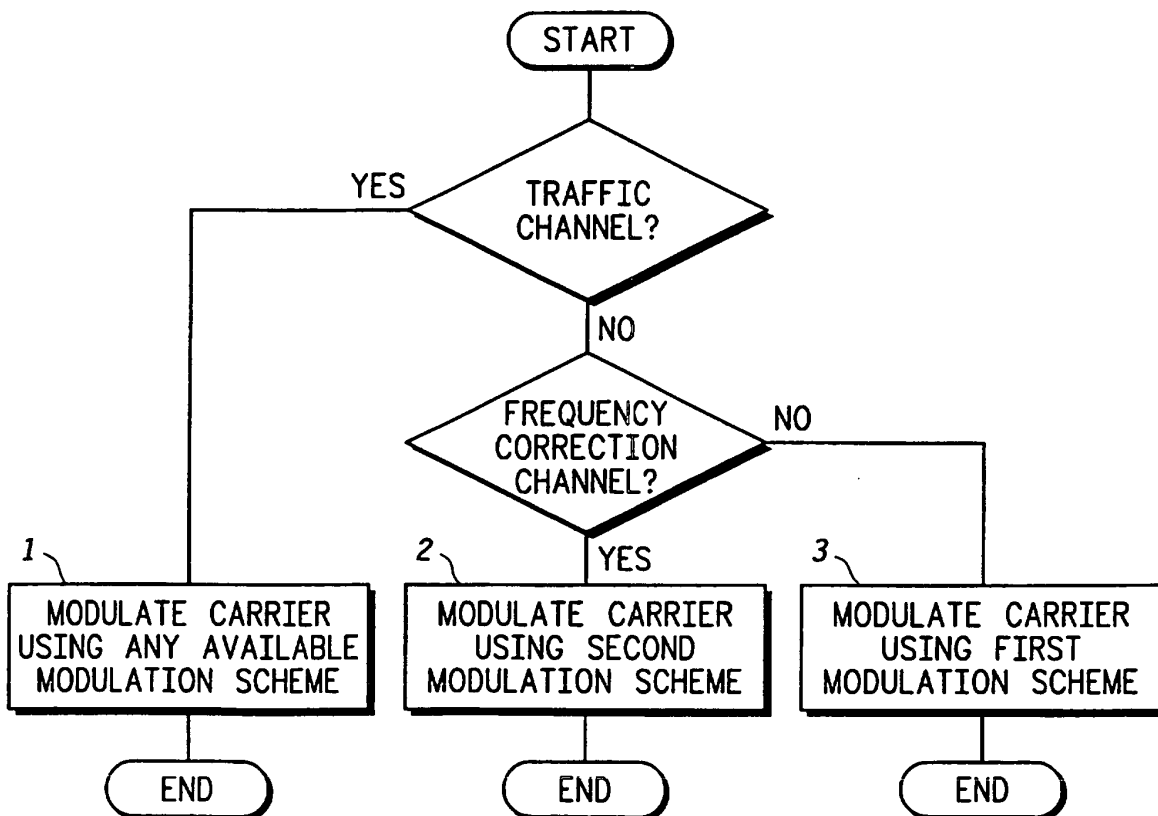 START
TRAFFIC
CHANNEL?
YES
NO
FREQUENCY
CORRECTION
CHANNEL?
NO
YES
1
MODULATE CARRIER
USING ANY AVAILABLE
MODULATION SCHEME
2
MODULATE CARRIER
USING SECOND
MODULATION SCHEME
3
MODULATE CARRIER
USING FIRST
MODULATION SCHEME
END
END
END